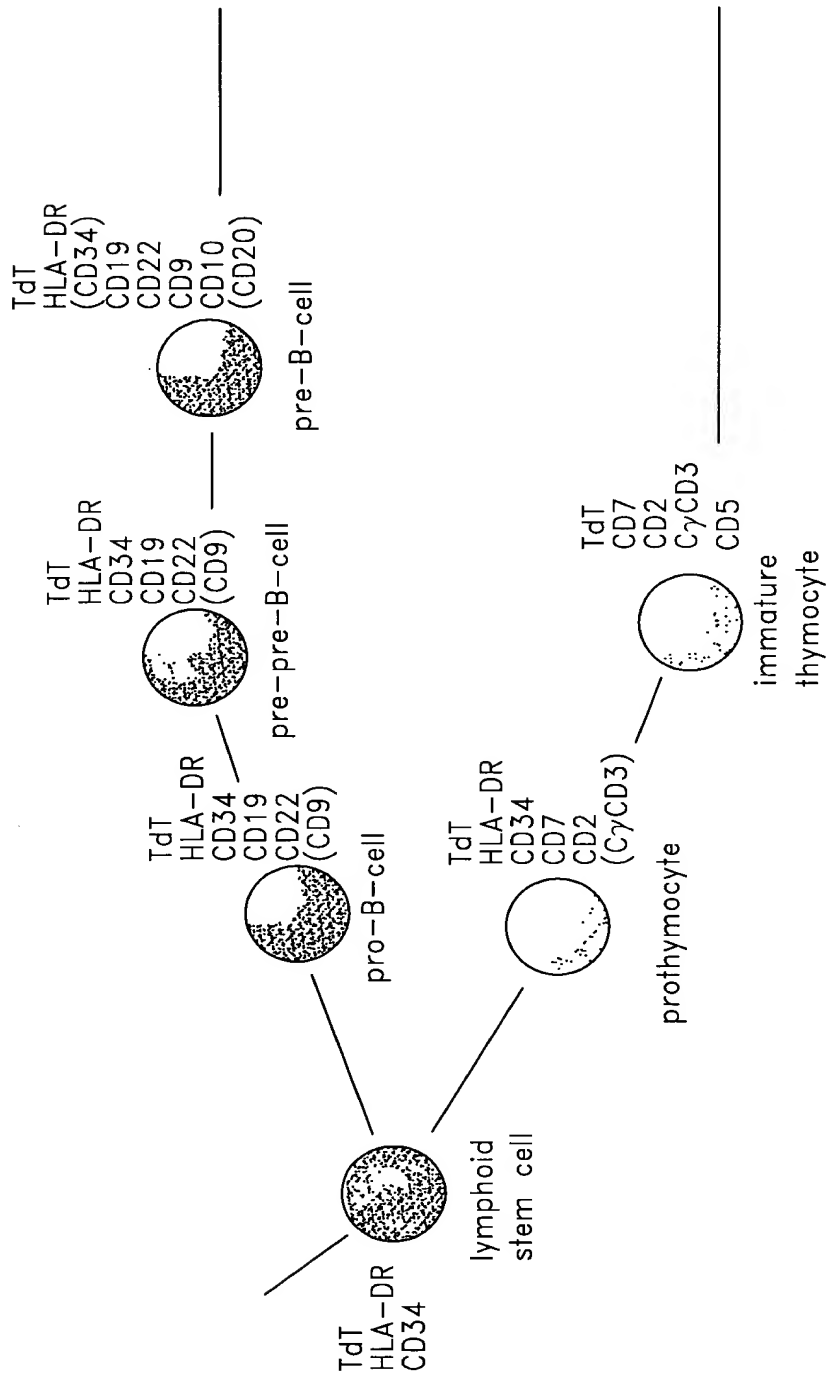 TdT
HLA-DR
CD34
lymphoid
stem cell
TdT
HLA-DR
CD34
CD19
CD22
(CD9)
pro-B-cell
TdT
HLA-DR
CD34
CD19
CD22
(CD9)
pre-pre-B-cell
TdT
HLA-DR
(CD34)
CD19
CD22
CD9
CD10
(CD20)
pre-B-cell
TdT
HLA-DR
CD34
CD7
CD2
(CγCD3)
prothymocyte
TdT
CD7
CD2
CγCD3
CD5
immature
thymocyte